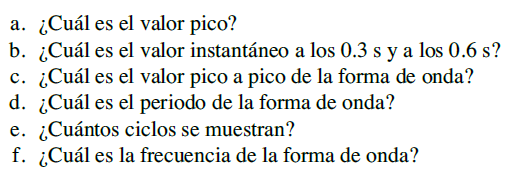 a. ¿Cuál es el valor pico?
b. ¿Cuál es el valor instantáneo a los 0.3 s y a los 0.6 s?
c. ¿Cuál es el valor pico a pico de la forma de onda?
d. ¿Cuál es el periodo de la forma de onda?
e. ¿Cuántos ciclos se muestran?
f. ¿Cuál es la frecuencia de la forma de onda?